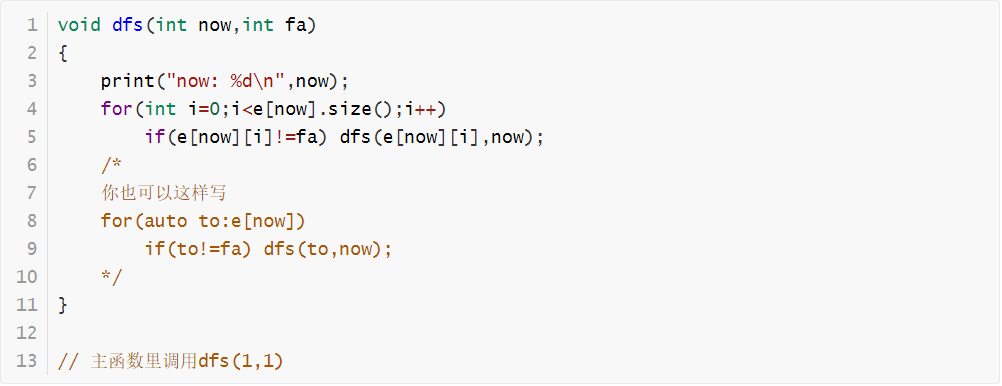 1 void dfs(int now,int fa)
2 {
3     print("now: %d\n",now);
4     for(int i=0;i<e[now].size();i++)
5         if(e[now][i]!=fa) dfs(e[now][i],now);
6     /*
7     你也可以这样写
8     for(auto to:e[now])
9         if(to!=fa) dfs(to,now);
10     */
11 }
12
13 // 主函数里调用dfs(1,1)